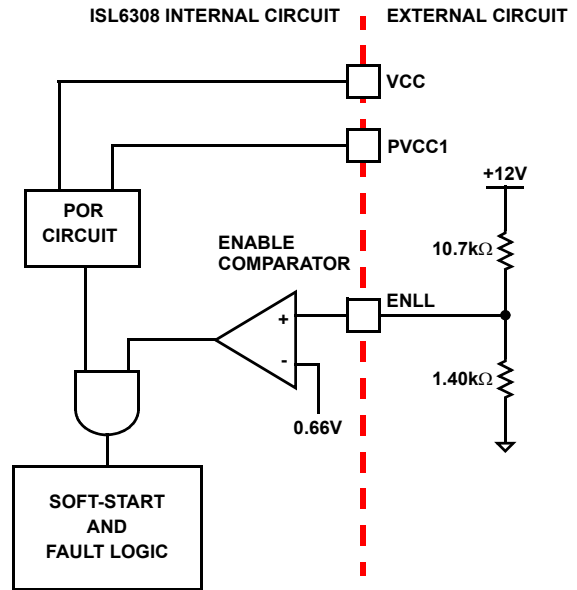 ISL6308 INTERNAL CIRCUIT
EXTERNAL CIRCUIT
VCC
PVCC1
+12V
POR
CIRCUIT
10.7kΩ
ENABLE
COMPARATOR
ENLL
+
-
1.40kΩ
0.66V
SOFT-START
AND
FAULT LOGIC